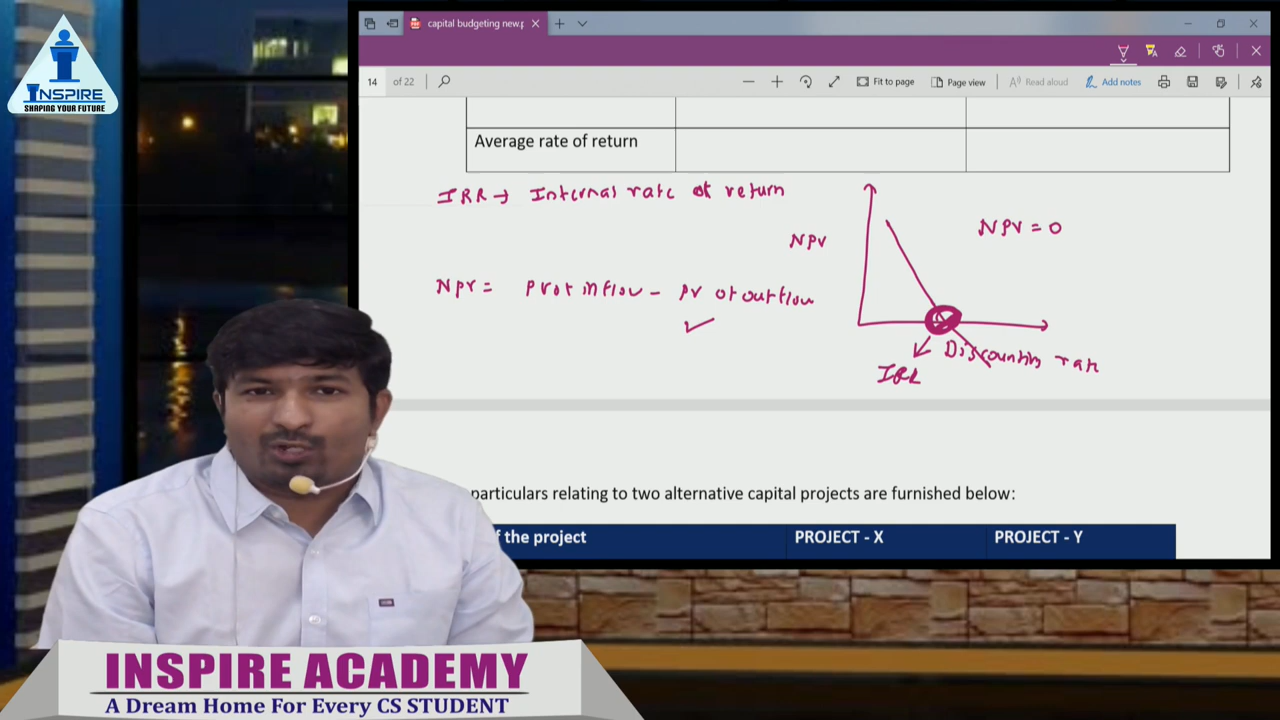 INSPIRE
SHAPING YOUR FUTURE
capital budgeting new.p
14 of 22
Fit to page
Page view
Read aloud
Add notes
Average rate of return
IRR → Internal rate of return
NPV
NPV = 0
NPV = PV of inflow - PV of outflow
Discounting rate
IRR
particulars relating to two alternative capital projects are furnished below:
f the project
PROJECT - X
PROJECT - Y
INSPIRE ACADEMY
A Dream Home For Every CS STUDENT